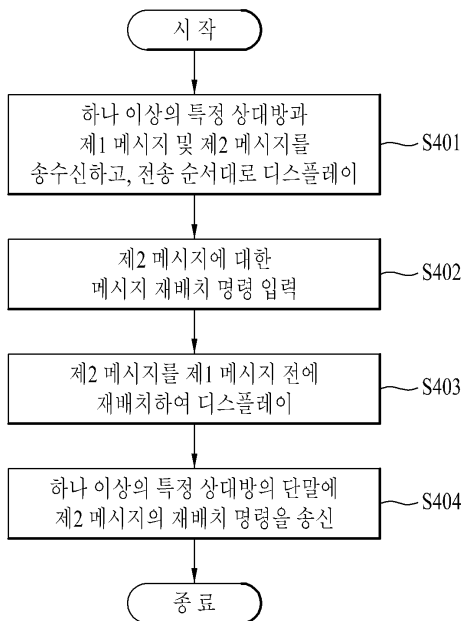 시작
하나 이상의 특정 상대방과
제1 메시지 및 제2 메시지를
송수신하고, 전송 순서대로 디스플레이
S401
제2 메시지에 대한
메시지 재배치 명령 입력
S402
제2 메시지를 제1 메시지 전에
재배치하여 디스플레이
S403
하나 이상의 특정 상대방의 단말에
제2 메시지의 재배치 명령을 송신
S404
종료